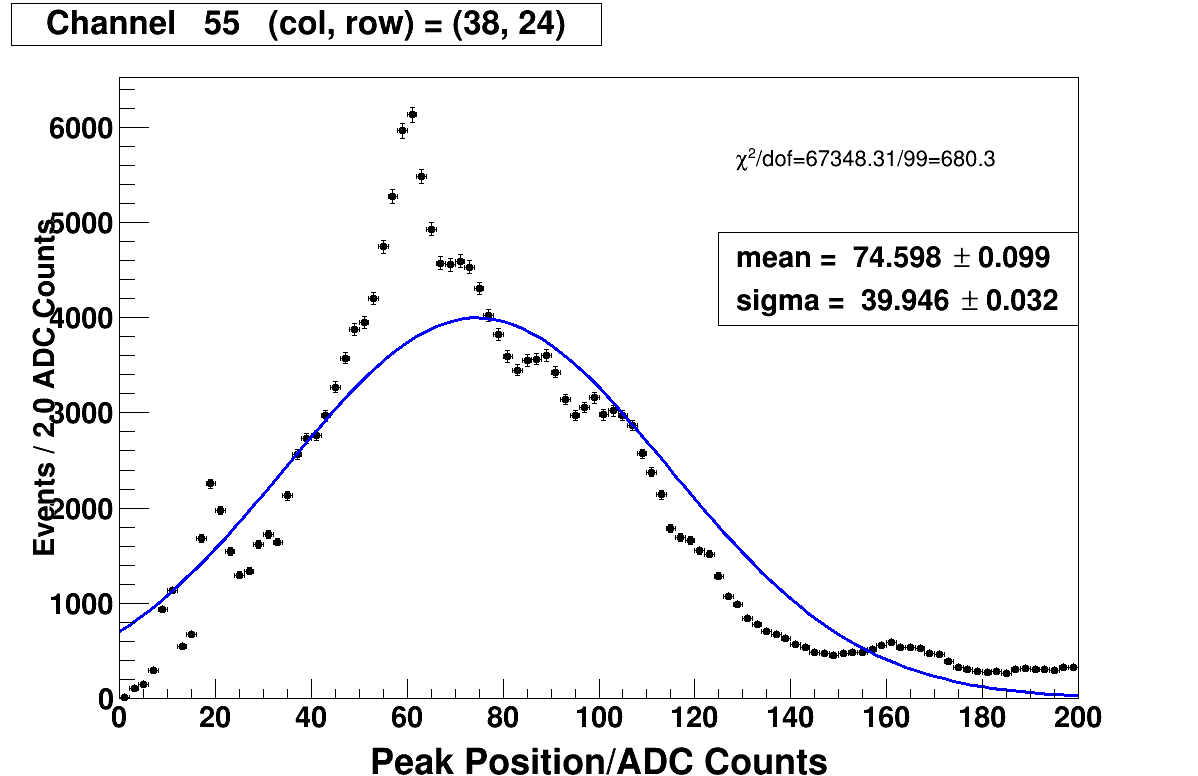 Channel 55 (col, row) = (38, 24)
6000
5000
4000
3000
2000
1000
0
Events / 2.0 ADC Counts
χ²/dof=67348.31/99=680.3
mean = 74.598 ± 0.099
sigma = 39.946 ± 0.032
0 20 40 60 80 100 120 140 160 180 200
Peak Position/ADC Counts